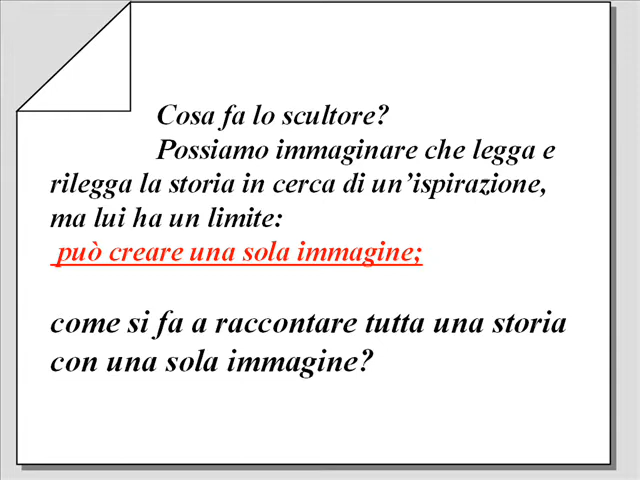 Cosa fa lo scultore?
Possiamo immaginare che legga e
rilegga la storia in cerca di un’ispirazione,
ma lui ha un limite:
può creare una sola immagine;
come si fa a raccontare tutta una storia
con una sola immagine?